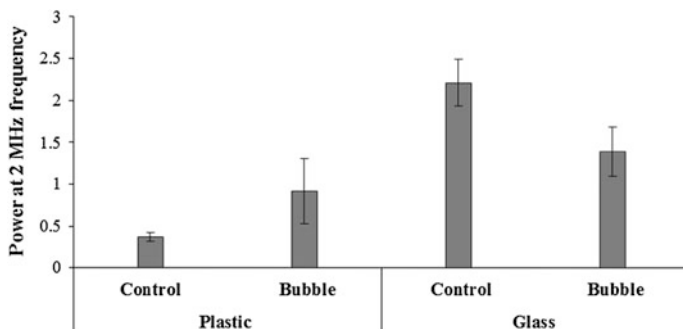 Power at 2 MHz frequency
3
2.5
2
1.5
1
0.5
0
Control Bubble Control Bubble
Plastic Glass